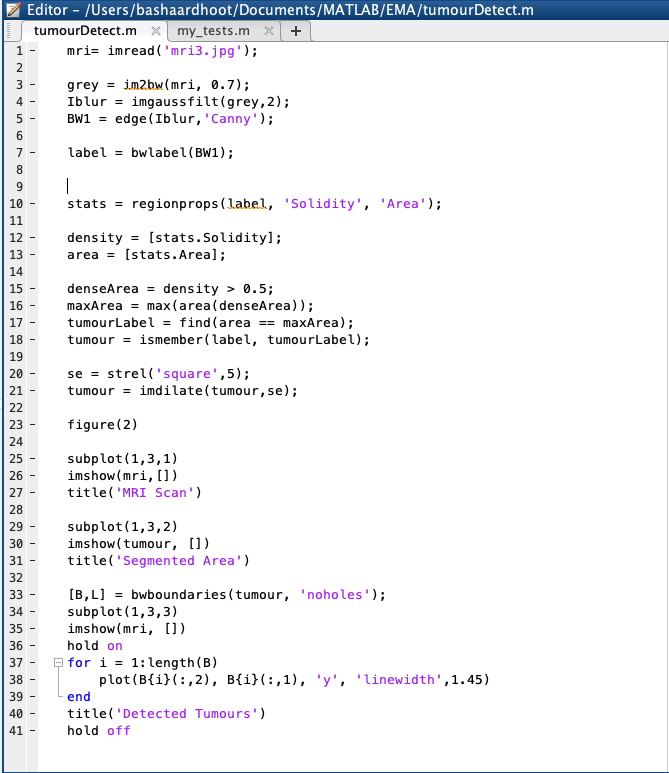 Editor - /Users/bashaardhoot/Documents/MATLAB/EMA/tumourDetect.m
tumourDetect.m × my_tests.m × +
1 mri= imread('mri3.jpg');
2
3 - grey = im2bw(mri, 0.7);
4 - Iblur = imgaussfilt(grey,2);
5 - BW1 = edge(Iblur,'Canny');
6
7 - label = bwlabel(BW1);
8
9
10 - stats = regionprops(label, 'Solidity', 'Area');
11
12 - density = [stats.Solidity];
13 - area = [stats.Area];
14
15 - denseArea = density > 0.5;
16 - maxArea = max(area(denseArea));
17 - tumourLabel = find(area == maxArea);
18 - tumour = ismember(label, tumourLabel);
19
20 - se = strel('square',5);
21 - tumour = imdilate(tumour,se);
22
23 - figure(2)
24
25 - subplot(1,3,1)
26 - imshow(mri,[])
27 - title('MRI Scan')
28
29 - subplot(1,3,2)
30 - imshow(tumour, [])
31 - title('Segmented Area')
32
33 - [B,L] = bwboundaries(tumour, 'noholes');
34 - subplot(1,3,3)
35 - imshow(mri, [])
36 - hold on
37 - for i = 1:length(B)
38 - plot(B{i}(:,2), B{i}(:,1), 'y', 'linewidth',1.45)
39 - end
40 - title('Detected Tumours')
41 - hold off